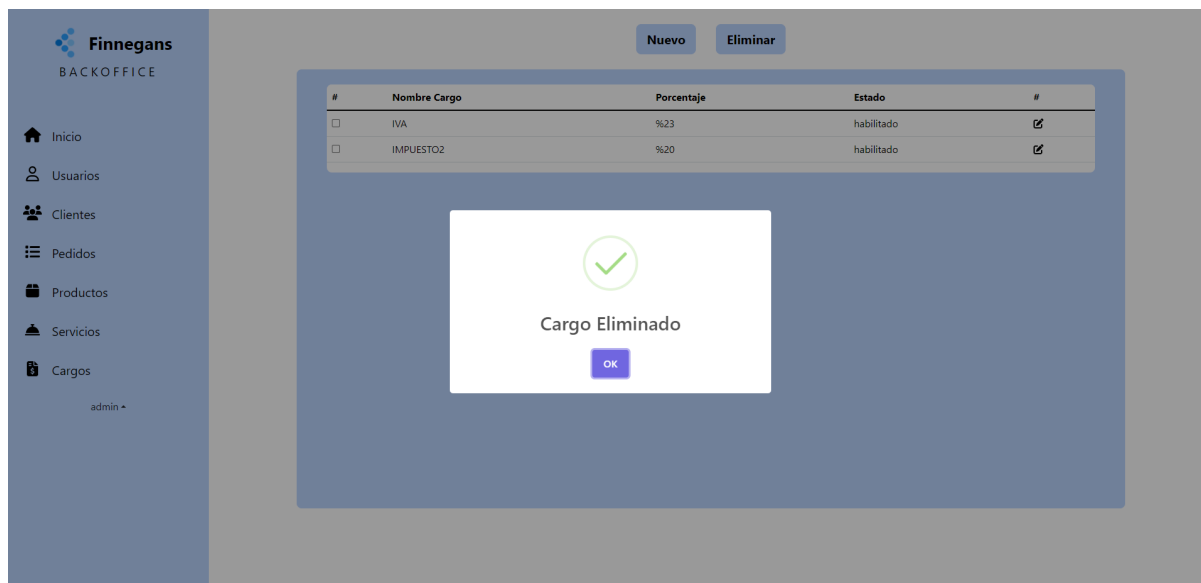 Finnegans
BACKOFFICE
Inicio
Usuarios
Clientes
Pedidos
Productos
Servicios
Cargos
admin
Nuevo Eliminar
# Nombre Cargo Porcentaje Estado #
IVA %23 habilitado
IMPUESTO2 %20 habilitado
Cargo Eliminado
OK